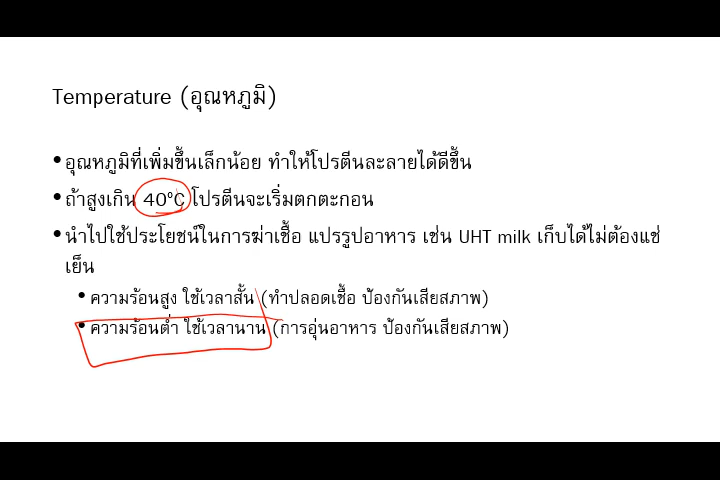 Temperature (อุณหภูมิ)
•อุณหภูมิที่เพิ่มขึ้นเล็กน้อย ทำให้โปรตีนละลายได้ดีขึ้น
•ถ้าสูงเกิน 40°C โปรตีนจะเริ่มตกตะกอน
•นำไปใช้ประโยชน์ในการฆ่าเชื้อ แปรรูปอาหาร เช่น UHT milk เก็บได้ไม่ต้องแช่
เย็น
•ความร้อนสูง ใช้เวลาสั้น (ทำปลอดเชื้อ ป้องกันเสียสภาพ)
•ความร้อนต่ำ ใช้เวลานาน (การอุ่นอาหาร ป้องกันเสียสภาพ)